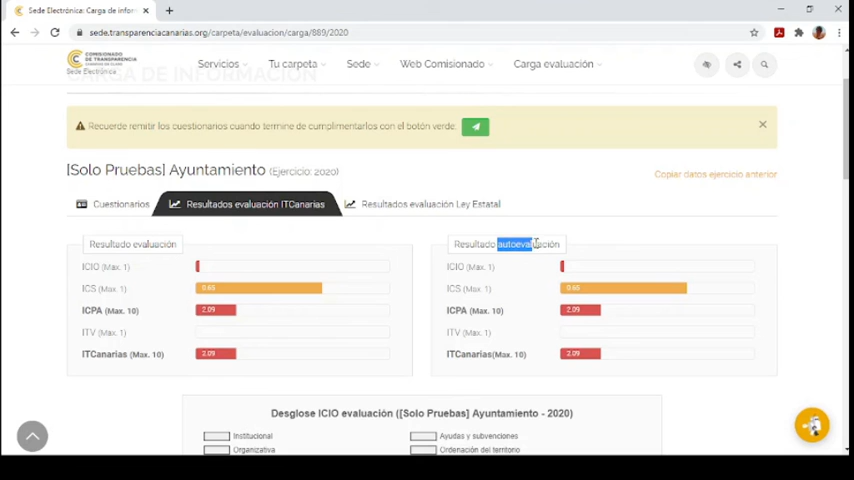 Sede Electrónica: Carga de infor
sede.transparenciacanarias.org/carpeta/evaluacion/carga/889/2020
COMISIONADO
DE TRANSPARENCIA
CANARIAS
Sede Electrónica
Servicios
Tu carpeta
Sede
Web Comisionado
Carga evaluación
CARGA DE INFORMACIÓN
Recuerde remitir los cuestionarios cuando termine de cumplimentarlos con el botón verde:
[Solo Pruebas] Ayuntamiento (Ejercicio: 2020)
Copiar datos ejercicio anterior
Cuestionarios
Resultados evaluación ITCanarias
Resultados evaluación Ley Estatal
Resultado evaluación
ICIO (Max. 1)
ICS (Max. 1)
0.65
ICPA (Max. 10)
2.09
ITV (Max. 1)
ITCanarias (Max. 10)
2.09
Resultado autoevaluación
ICIO (Max. 1)
ICS (Max. 1)
0.65
ICPA (Max. 10)
2.09
ITV (Max. 1)
ITCanarias(Max. 10)
2.09
Desglose ICIO evaluación ([Solo Pruebas] Ayuntamiento - 2020)
Institucional
Ayudas y subvenciones
Organizativa
Ordenación del territorio